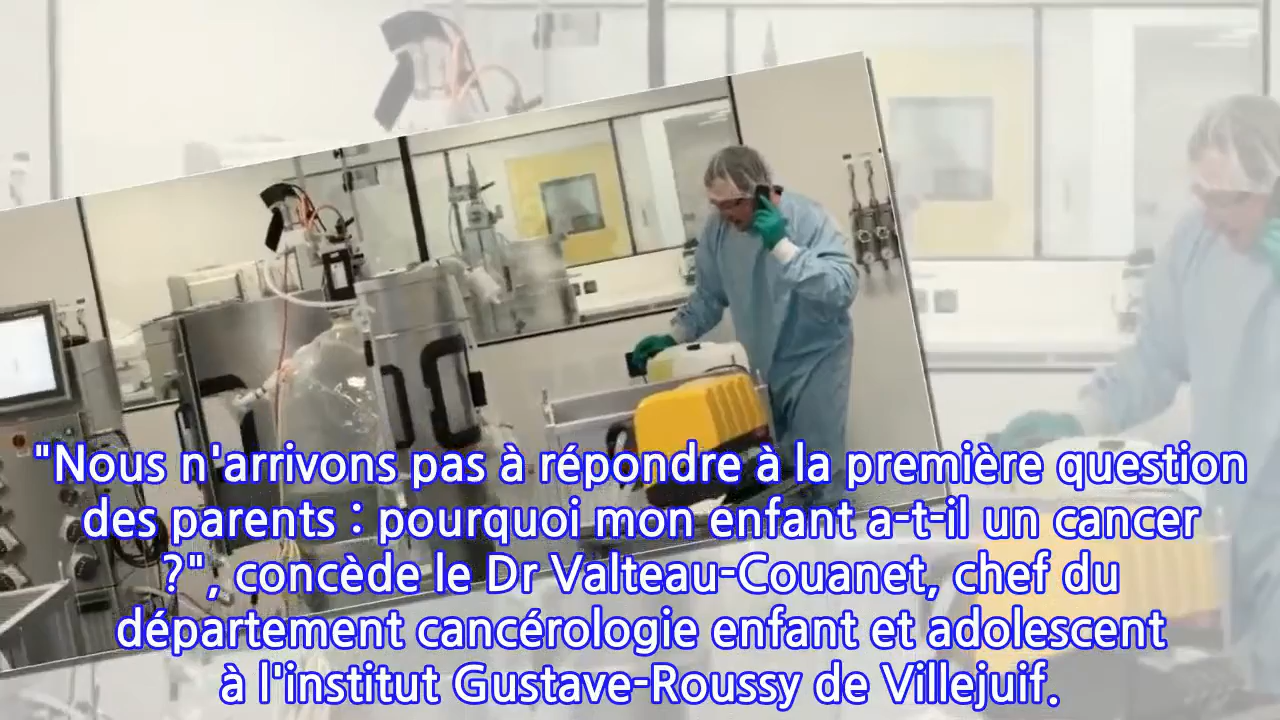 "Nous n'arrivons pas à répondre à la première question
des parents : pourquoi mon enfant a-t-il un cancer
?", concède le Dr Valteau-Couanet, chef du
département cancérologie enfant et adolescent
à l'institut Gustave-Roussy de Villejuif.